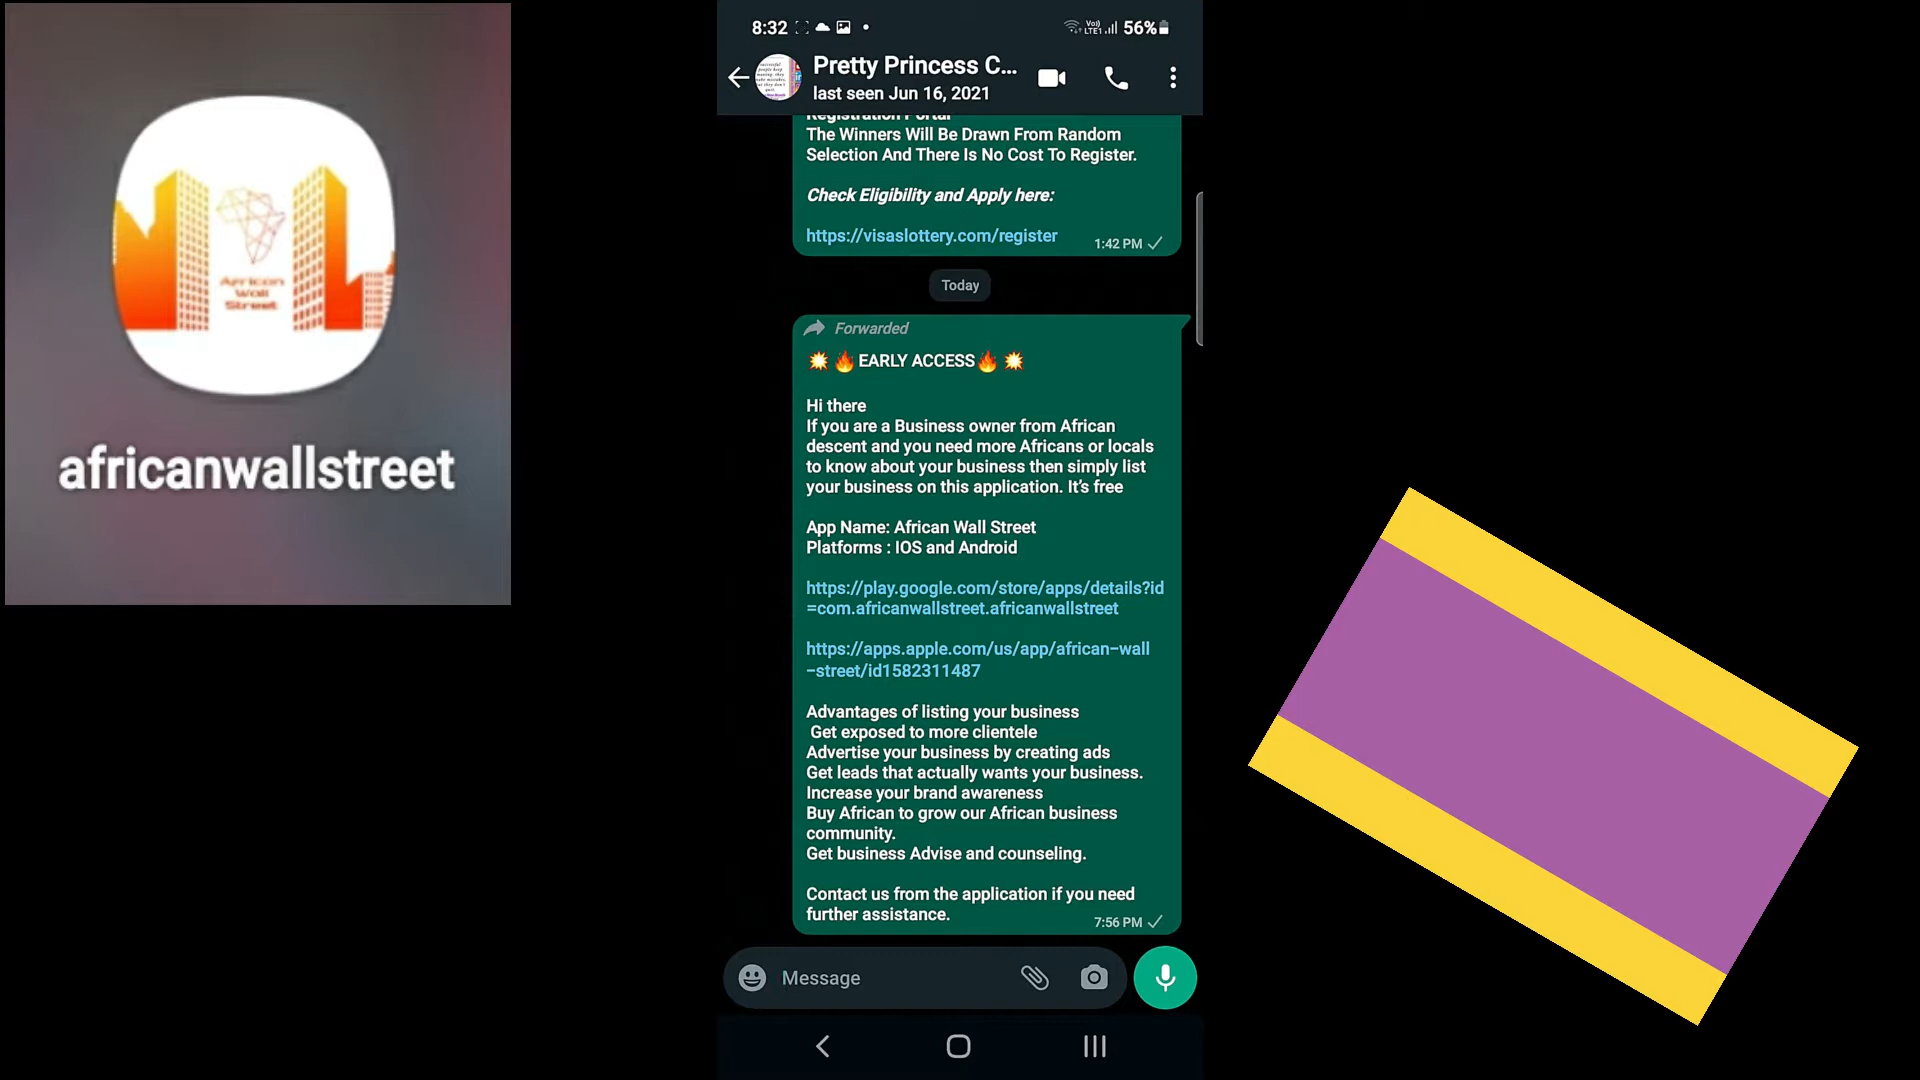 African
Wall
Street
africanwallstreet
8:32
Vo)) LTE1 56%
Pretty Princess C...
last seen Jun 16, 2021
Registration Portal
The Winners Will Be Drawn From Random
Selection And There Is No Cost To Register.
Check Eligibility and Apply here:
https://visaslottery.com/register 1:42 PM
Today
Forwarded
💥 🔥EARLY ACCESS🔥 💥
Hi there
If you are a Business owner from African
descent and you need more Africans or locals
to know about your business then simply list
your business on this application. It's free
App Name: African Wall Street
Platforms : IOS and Android
https://play.google.com/store/apps/details?id
=com.africanwallstreet.africanwallstreet
https://apps.apple.com/us/app/african-wall
-street/id1582311487
Advantages of listing your business
Get exposed to more clientele
Advertise your business by creating ads
Get leads that actually wants your business.
Increase your brand awareness
Buy African to grow our African business
community.
Get business Advise and counseling.
Contact us from the application if you need
further assistance. 7:56 PM
Message